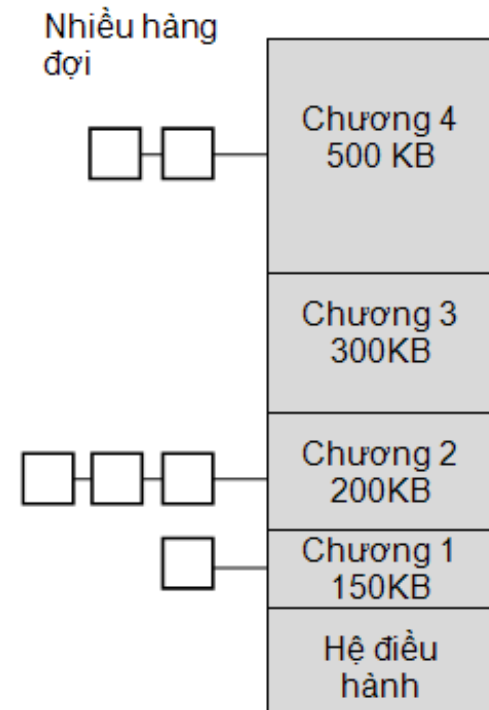 Nhiều hàng
đợi
Chương 4
500 KB
Chương 3
300KB
Chương 2
200KB
Chương 1
150KB
Hệ điều
hành